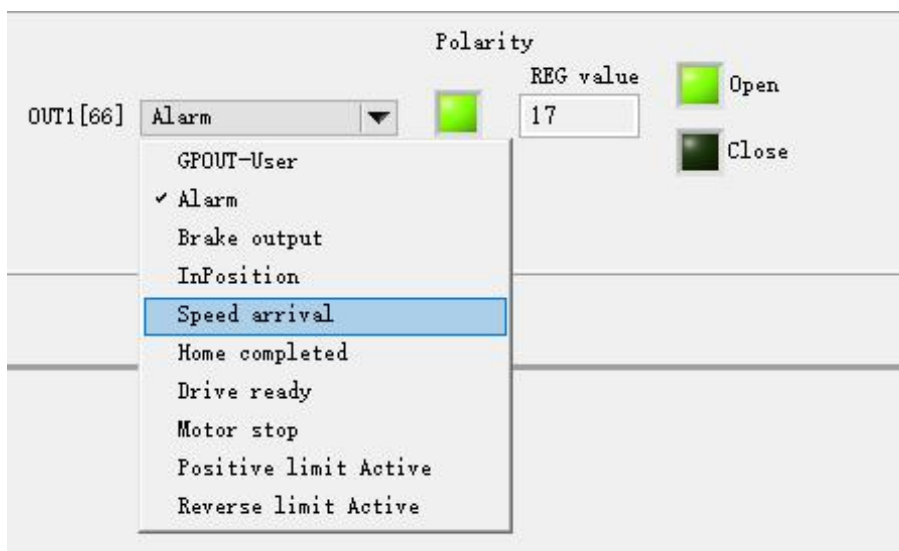 Polarity
REG value
OUT1[66] Alarm 17 Open
Close
GPOUT-User
✓ Alarm
Brake output
InPosition
Speed arrival
Home completed
Drive ready
Motor stop
Positive limit Active
Reverse limit Active